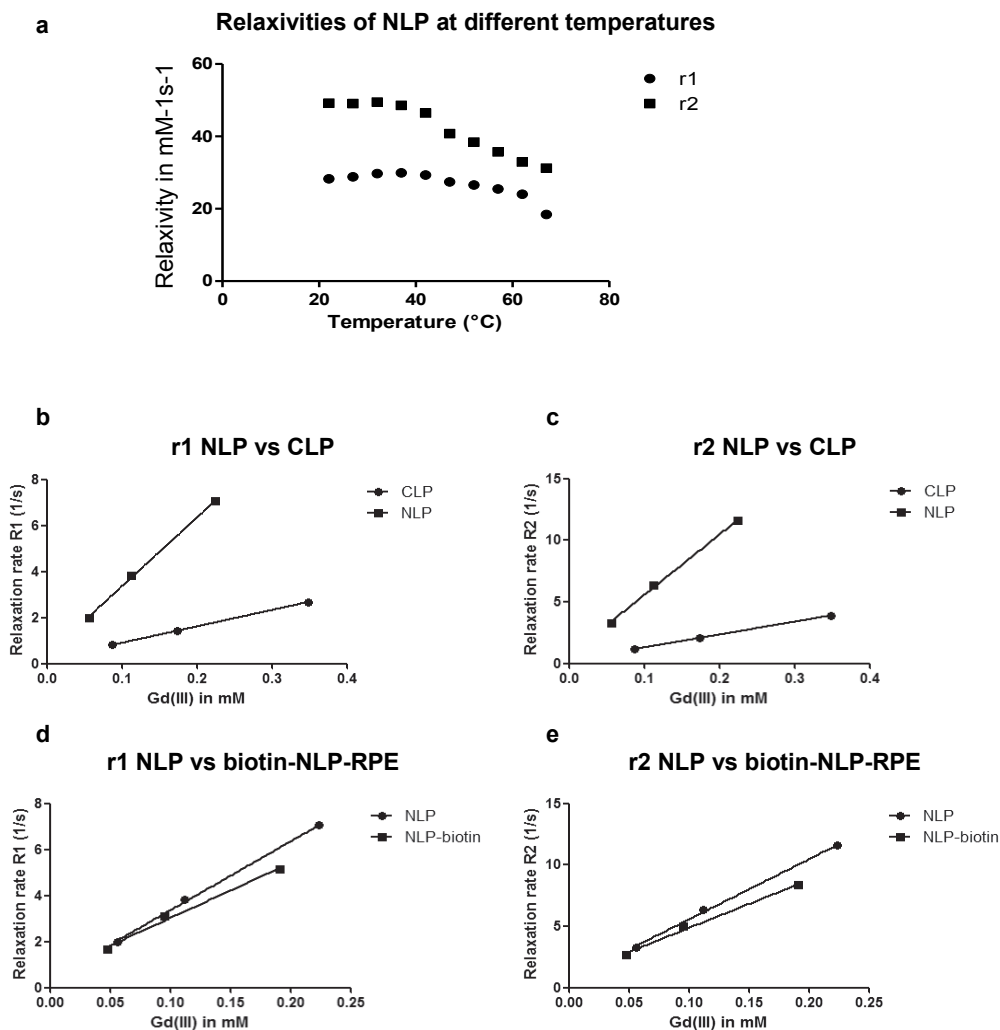 a
Relaxivities of NLP at different temperatures
Relaxivity in mM-1s-1
60
40
20
0
0
20
40
60
80
Temperature (°C)
r1
r2
b
r1 NLP vs CLP
Relaxation rate R1 (1/s)
8
6
4
2
0
0.0
0.1
0.2
0.3
0.4
Gd(III) in mM
CLP
NLP
c
r2 NLP vs CLP
Relaxation rate R2 (1/s)
15
10
5
0
0.0
0.1
0.2
0.3
0.4
Gd(III) in mM
CLP
NLP
d
r1 NLP vs biotin-NLP-RPE
Relaxation rate R1 (1/s)
8
6
4
2
0
0.00
0.05
0.10
0.15
0.20
0.25
Gd(III) in mM
NLP
NLP-biotin
e
r2 NLP vs biotin-NLP-RPE
Relaxation rate R2 (1/s)
15
10
5
0
0.00
0.05
0.10
0.15
0.20
0.25
Gd(III) in mM
NLP
NLP-biotin